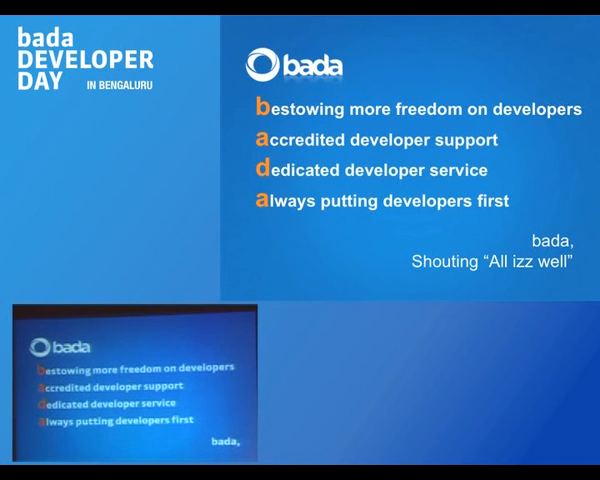 bada
DEVELOPER
DAY IN BENGALURU
bada
bestowing more freedom on developers
accredited developer support
dedicated developer service
always putting developers first
bada,
Shouting “All izz well”
bada
bestowing more freedom on developers
accredited developer support
dedicated developer service
always putting developers first
bada,